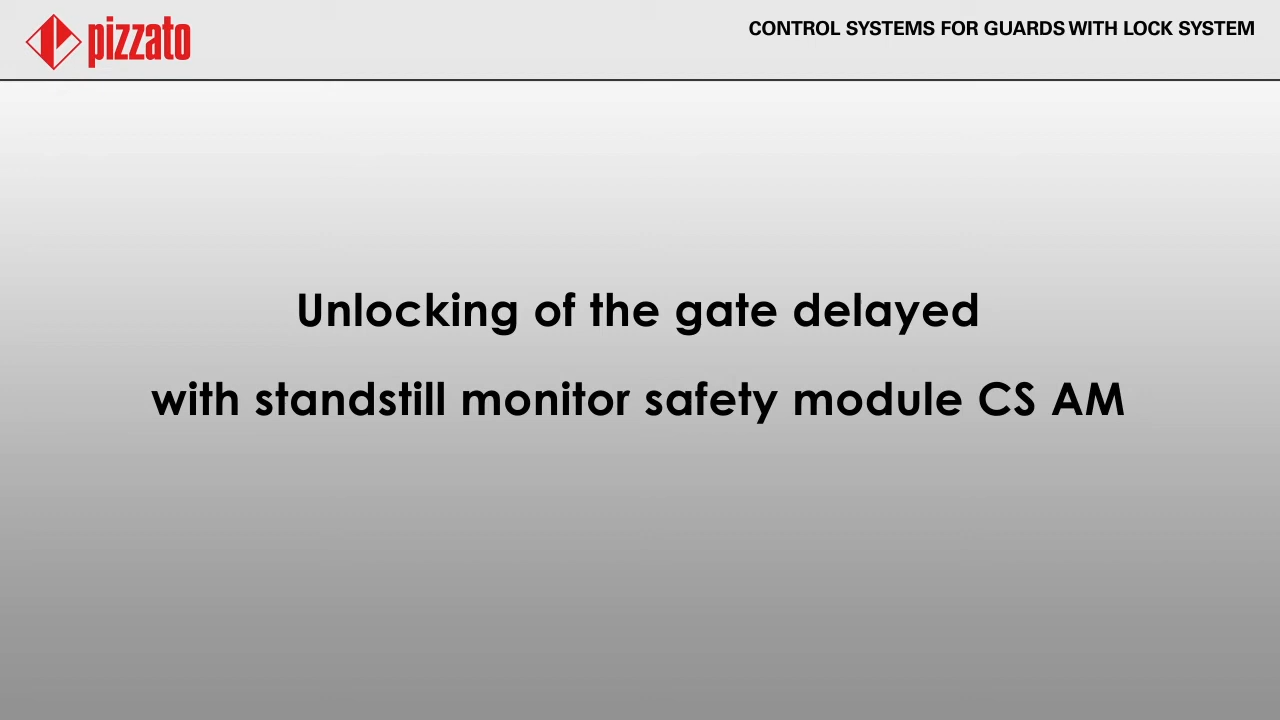 pizzato
CONTROL SYSTEMS FOR GUARDS WITH LOCK SYSTEM
Unlocking of the gate delayed
with standstill monitor safety module CS AM